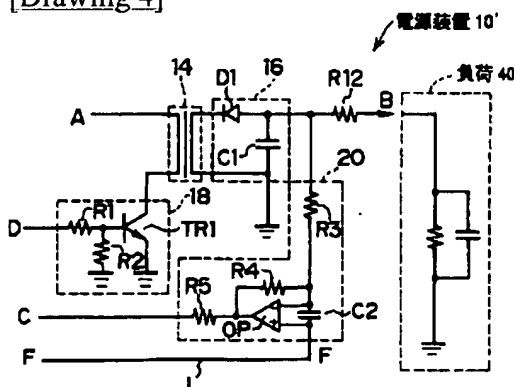 [Drawing 4]
電源装置 10'
14
D1
16
R12
B
負荷 40
A
C1
20
18
R3
D
R1
TR1
R2
R4
R5
C2
OP
C
F
F